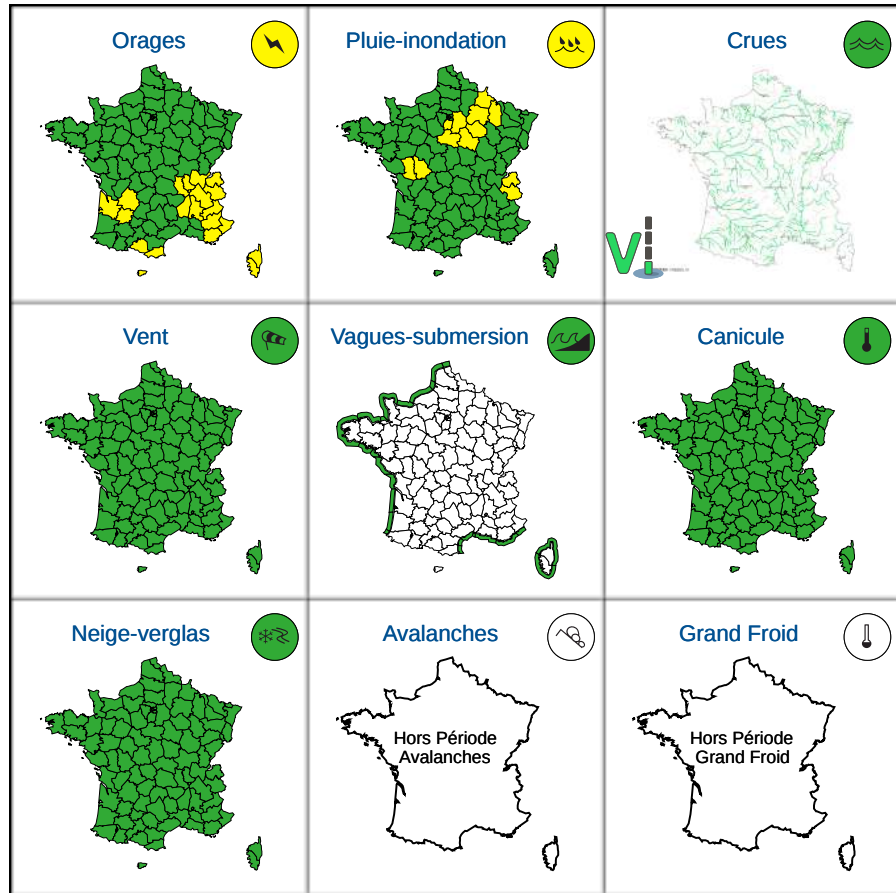 Orages
Pluie-inondation
Crues
Vi
Vent
Vagues-submersion
Canicule
Neige-verglas
Avalanches
Grand Froid
Hors Période
Avalanches
Hors Période
Grand Froid